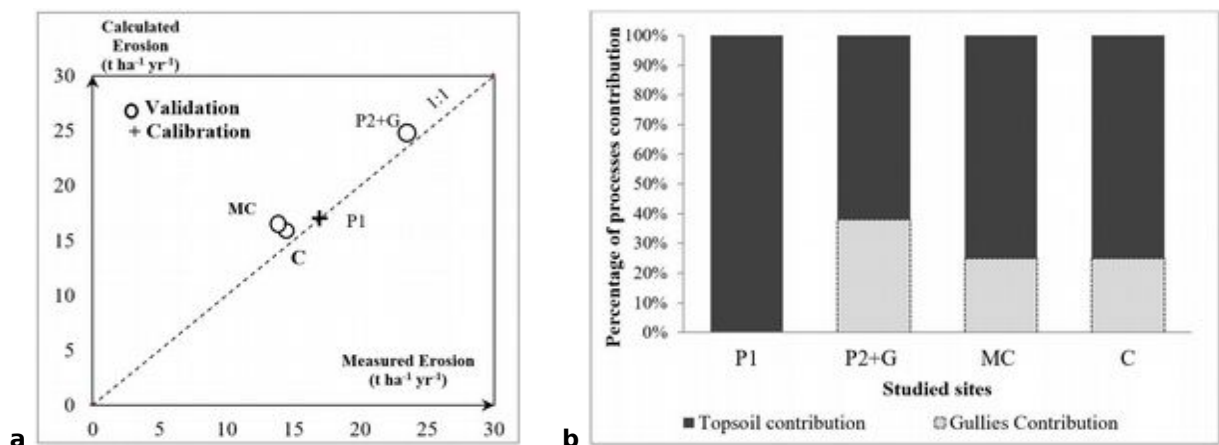 Calculated
Erosion
(t ha⁻¹ yr⁻¹)
30
25
20
15
10
5
0
Validation
Calibration
P2+G
1:1
MC
P1
C
Measured Erosion
(t ha⁻¹ yr⁻¹)
0 5 10 15 20 25 30
a
Percentage of processes contribution
100%
90%
80%
70%
60%
50%
40%
30%
20%
10%
0%
P1 P2+G MC C
Studied sites
Topsoil contribution Gullies Contribution
b